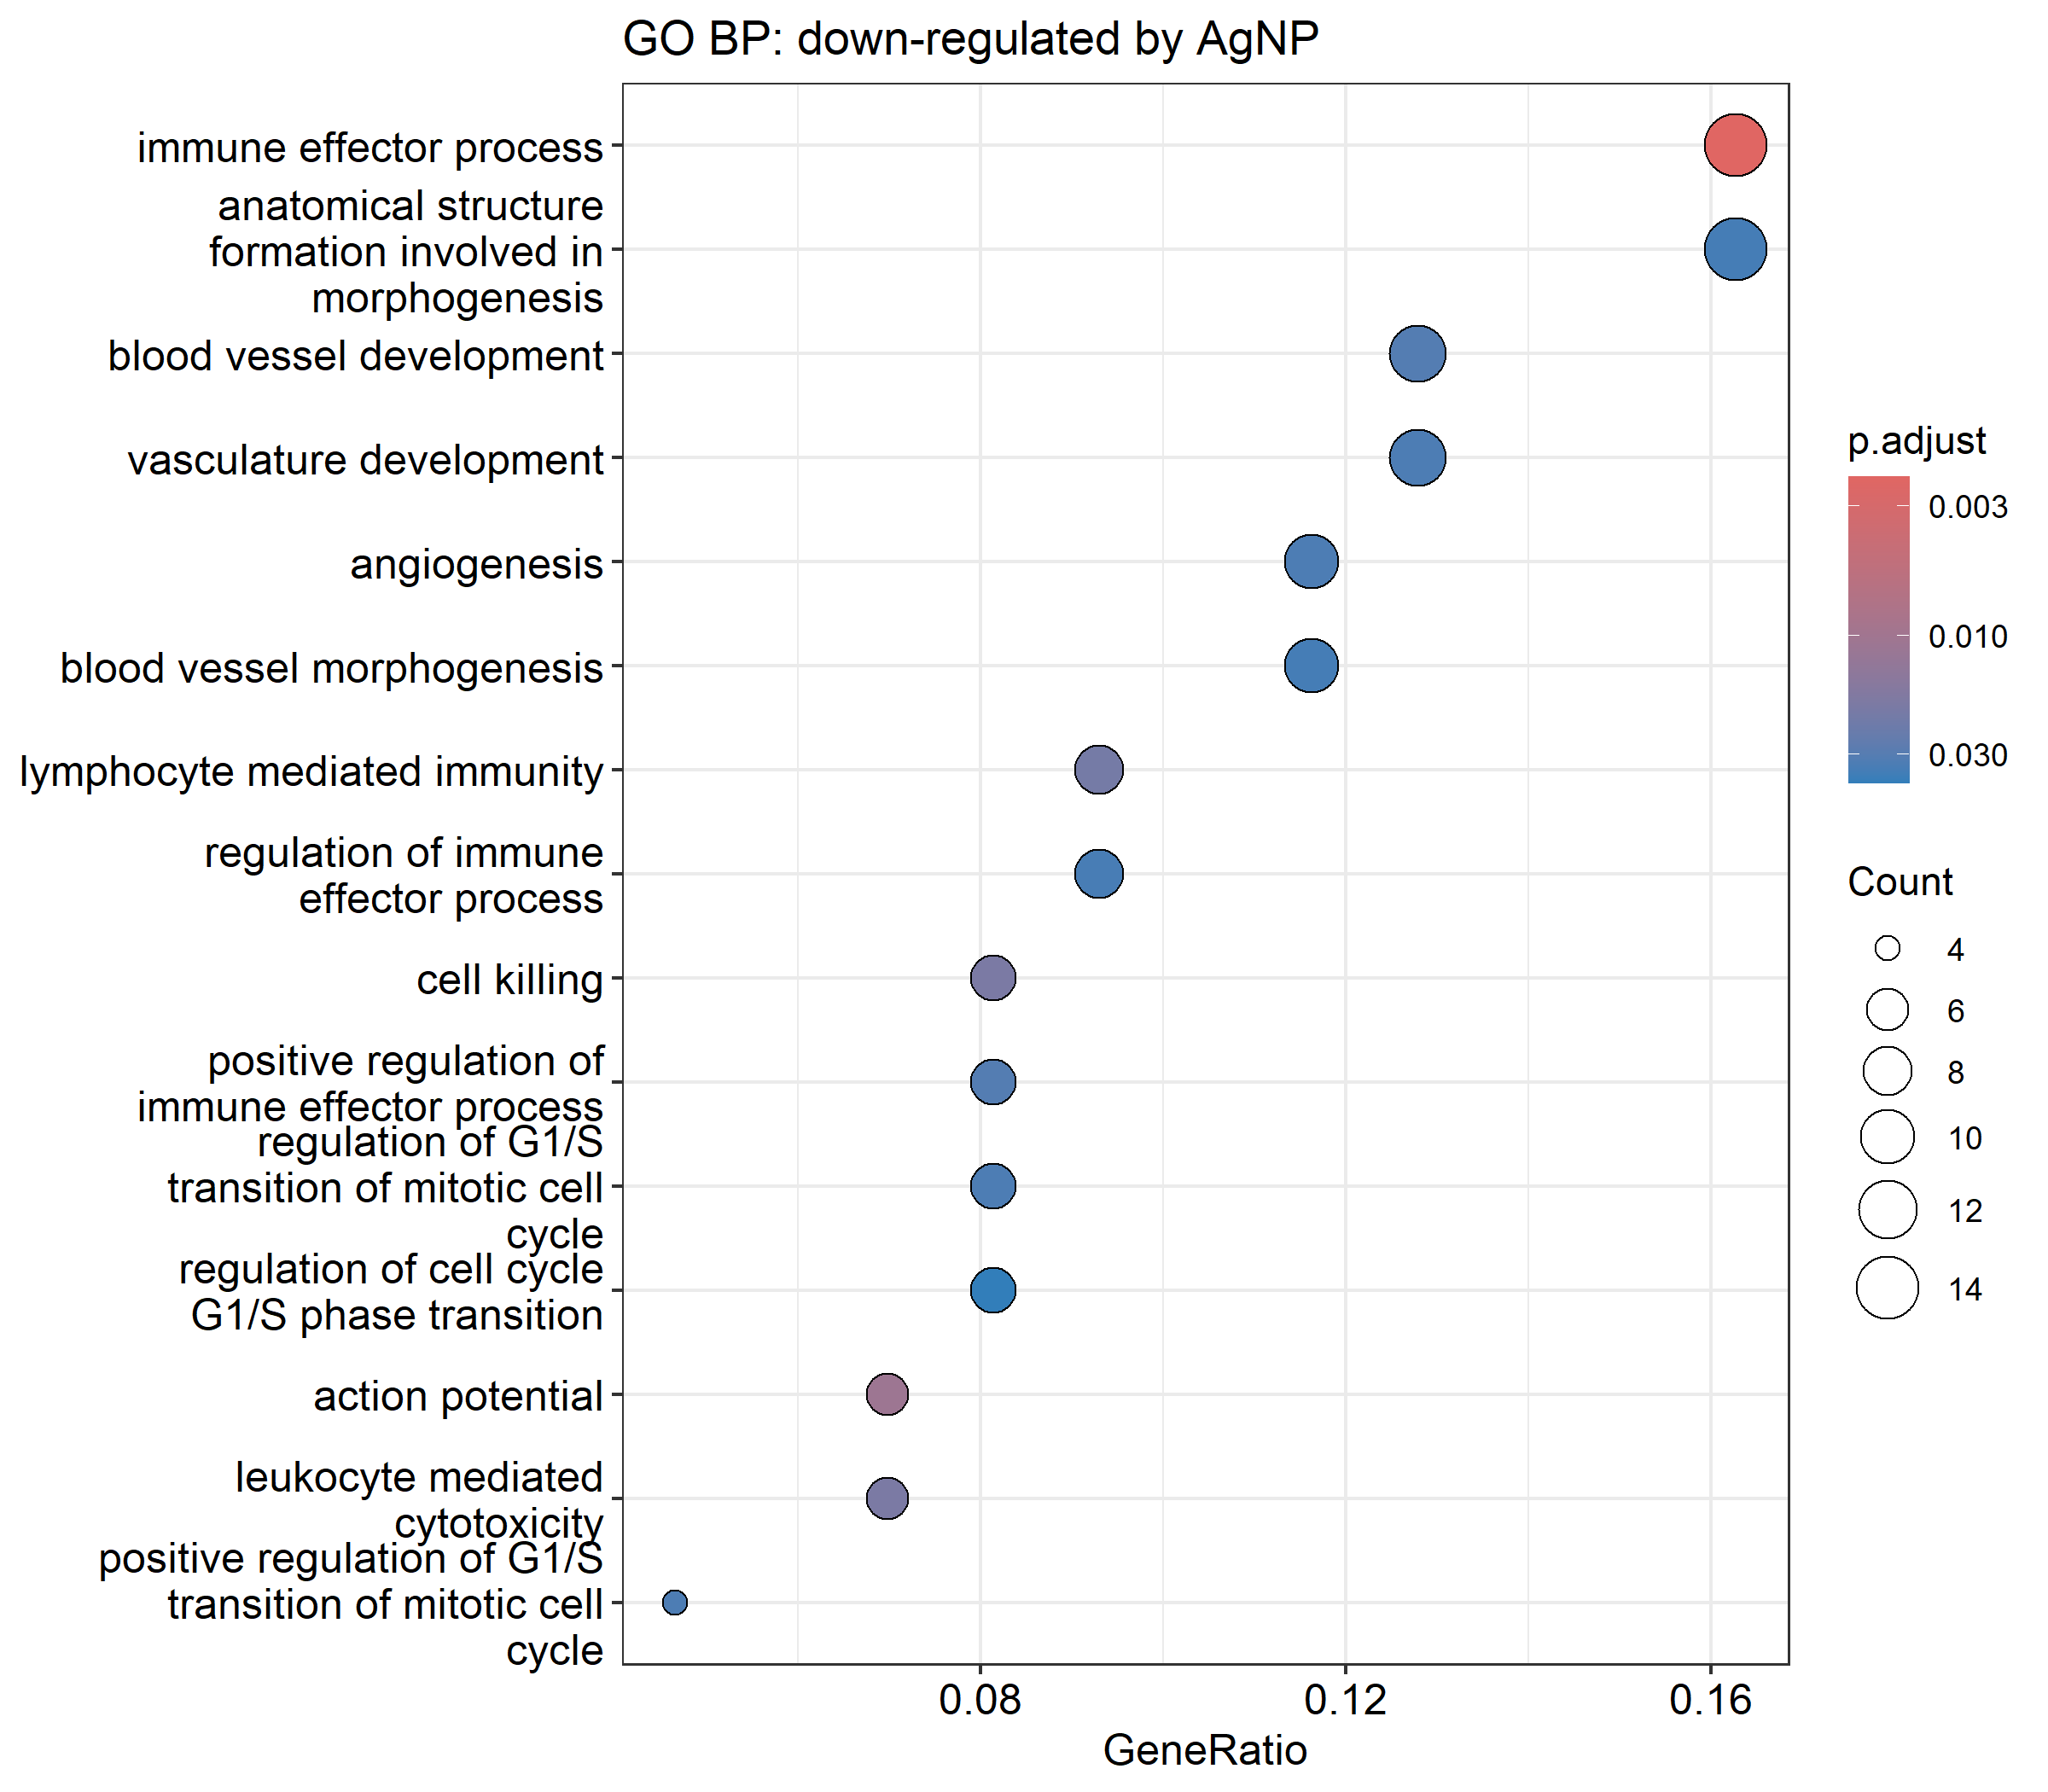 GO BP: down-regulated by AgNP
immune effector process
anatomical structure
formation involved in
morphogenesis
blood vessel development
vasculature development
angiogenesis
blood vessel morphogenesis
lymphocyte mediated immunity
regulation of immune
effector process
cell killing
positive regulation of
immune effector process
regulation of G1/S
transition of mitotic cell
cycle
regulation of cell cycle
G1/S phase transition
action potential
leukocyte mediated
cytotoxicity
positive regulation of G1/S
transition of mitotic cell
cycle
0.08
0.12
0.16
GeneRatio
p.adjust
0.003
0.010
0.030
Count
4
6
8
10
12
14